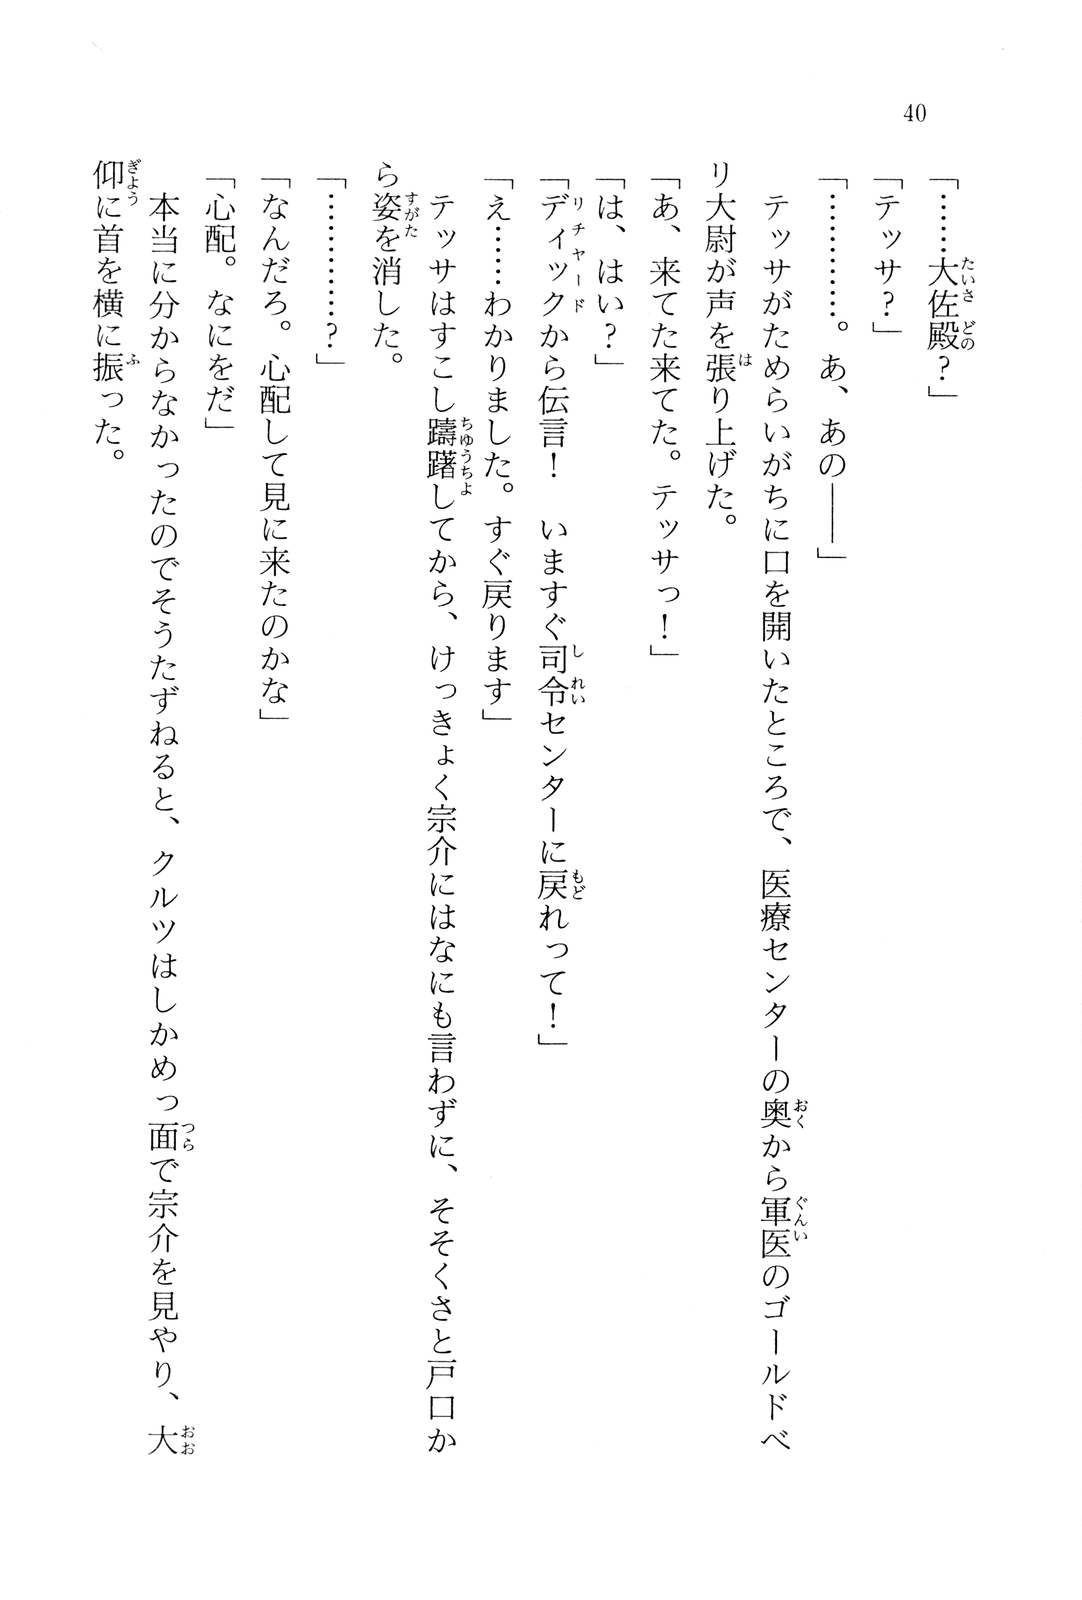 40
「……大佐殿？」
「テッサ？」
「…………。あ、あの――」
　テッサがためらいがちに口を開いたところで、医療センターの奥から軍医のゴールドベ
リ大尉が声を張り上げた。
「あ、来てた来てた。テッサっ！」
「は、はい？」
「ディックから伝言！　いますぐ司令センターに戻れって！」
「え……わかりました。すぐ戻ります」
　テッサはすこし躊躇してから、けっきょく宗介にはなにも言わずに、そそくさと戸口か
ら姿を消した。
「…………？」
「なんだろ。心配して見に来たのかな」
「心配。なにをだ」
　本当に分からなかったのでそうたずねると、クルツはしかめっ面で宗介を見やり、大
仰に首を横に振った。